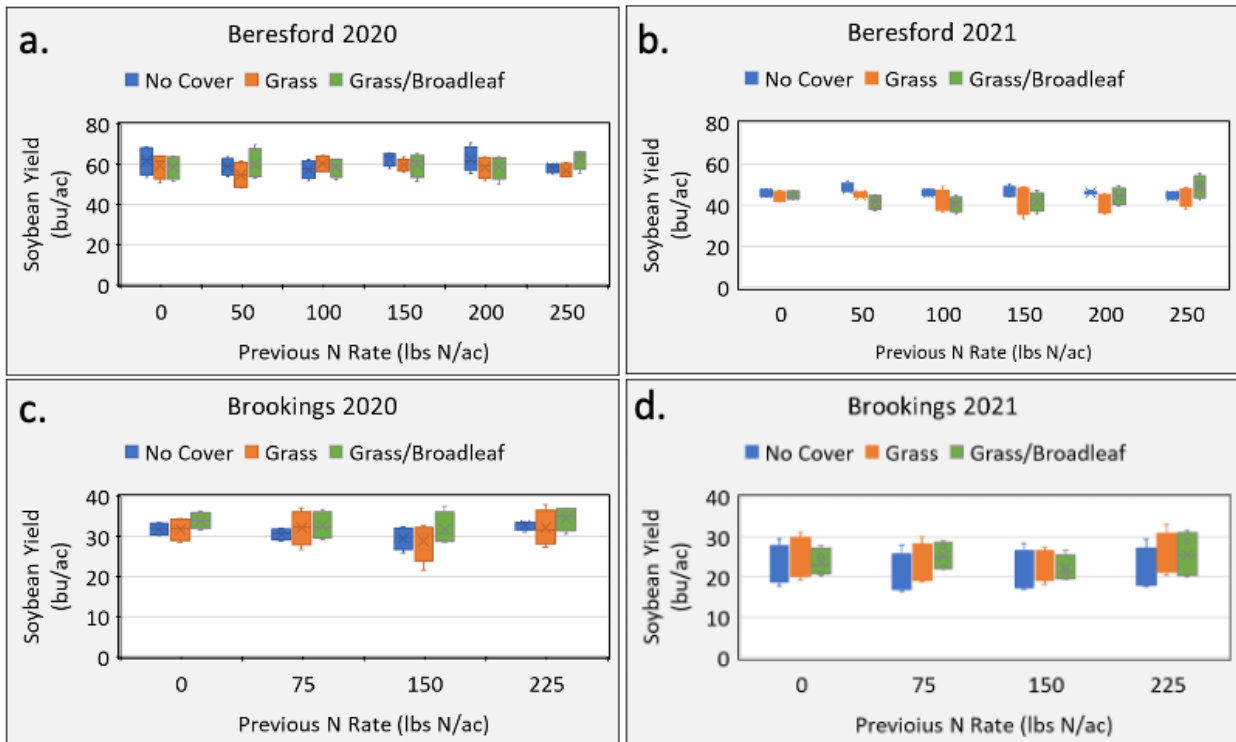 a.
Beresford 2020
No Cover Grass Grass/Broadleaf
Soybean Yield
(bu/ac)
80
60
40
20
0
0 50 100 150 200 250
Previous N Rate (lbs N/ac)
b.
Beresford 2021
No Cover Grass Grass/Broadleaf
Soybean Yield
(bu/ac)
80
60
40
20
0
0 50 100 150 200 250
Previous N Rate (lbs N/ac)
c.
Brookings 2020
No Cover Grass Grass/Broadleaf
Soybean Yield
(bu/ac)
40
30
20
10
0
0 75 150 225
Previous N Rate (lbs N/ac)
d.
Brookings 2021
No Cover Grass Grass/Broadleaf
Soybean Yield
(bu/ac)
40
30
20
10
0
0 75 150 225
Previoius N Rate (lbs N/ac)